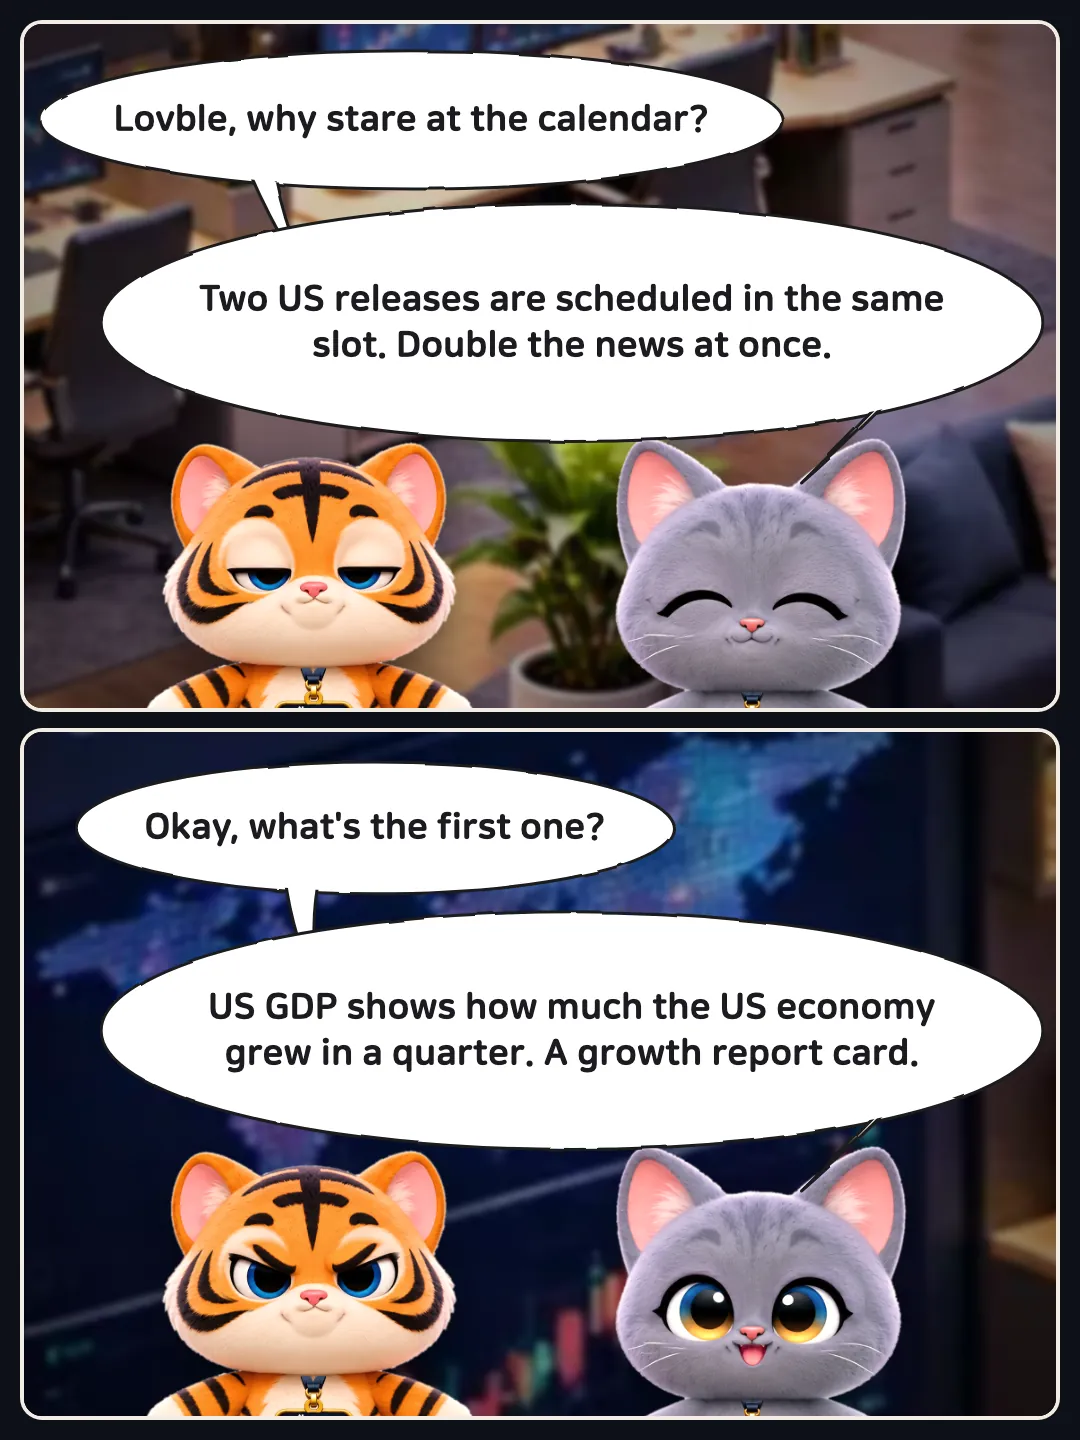 Lovble, why stare at the calendar?
Two US releases are scheduled in the same
slot. Double the news at once.
Okay, what's the first one?
US GDP shows how much the US economy
grew in a quarter. A growth report card.